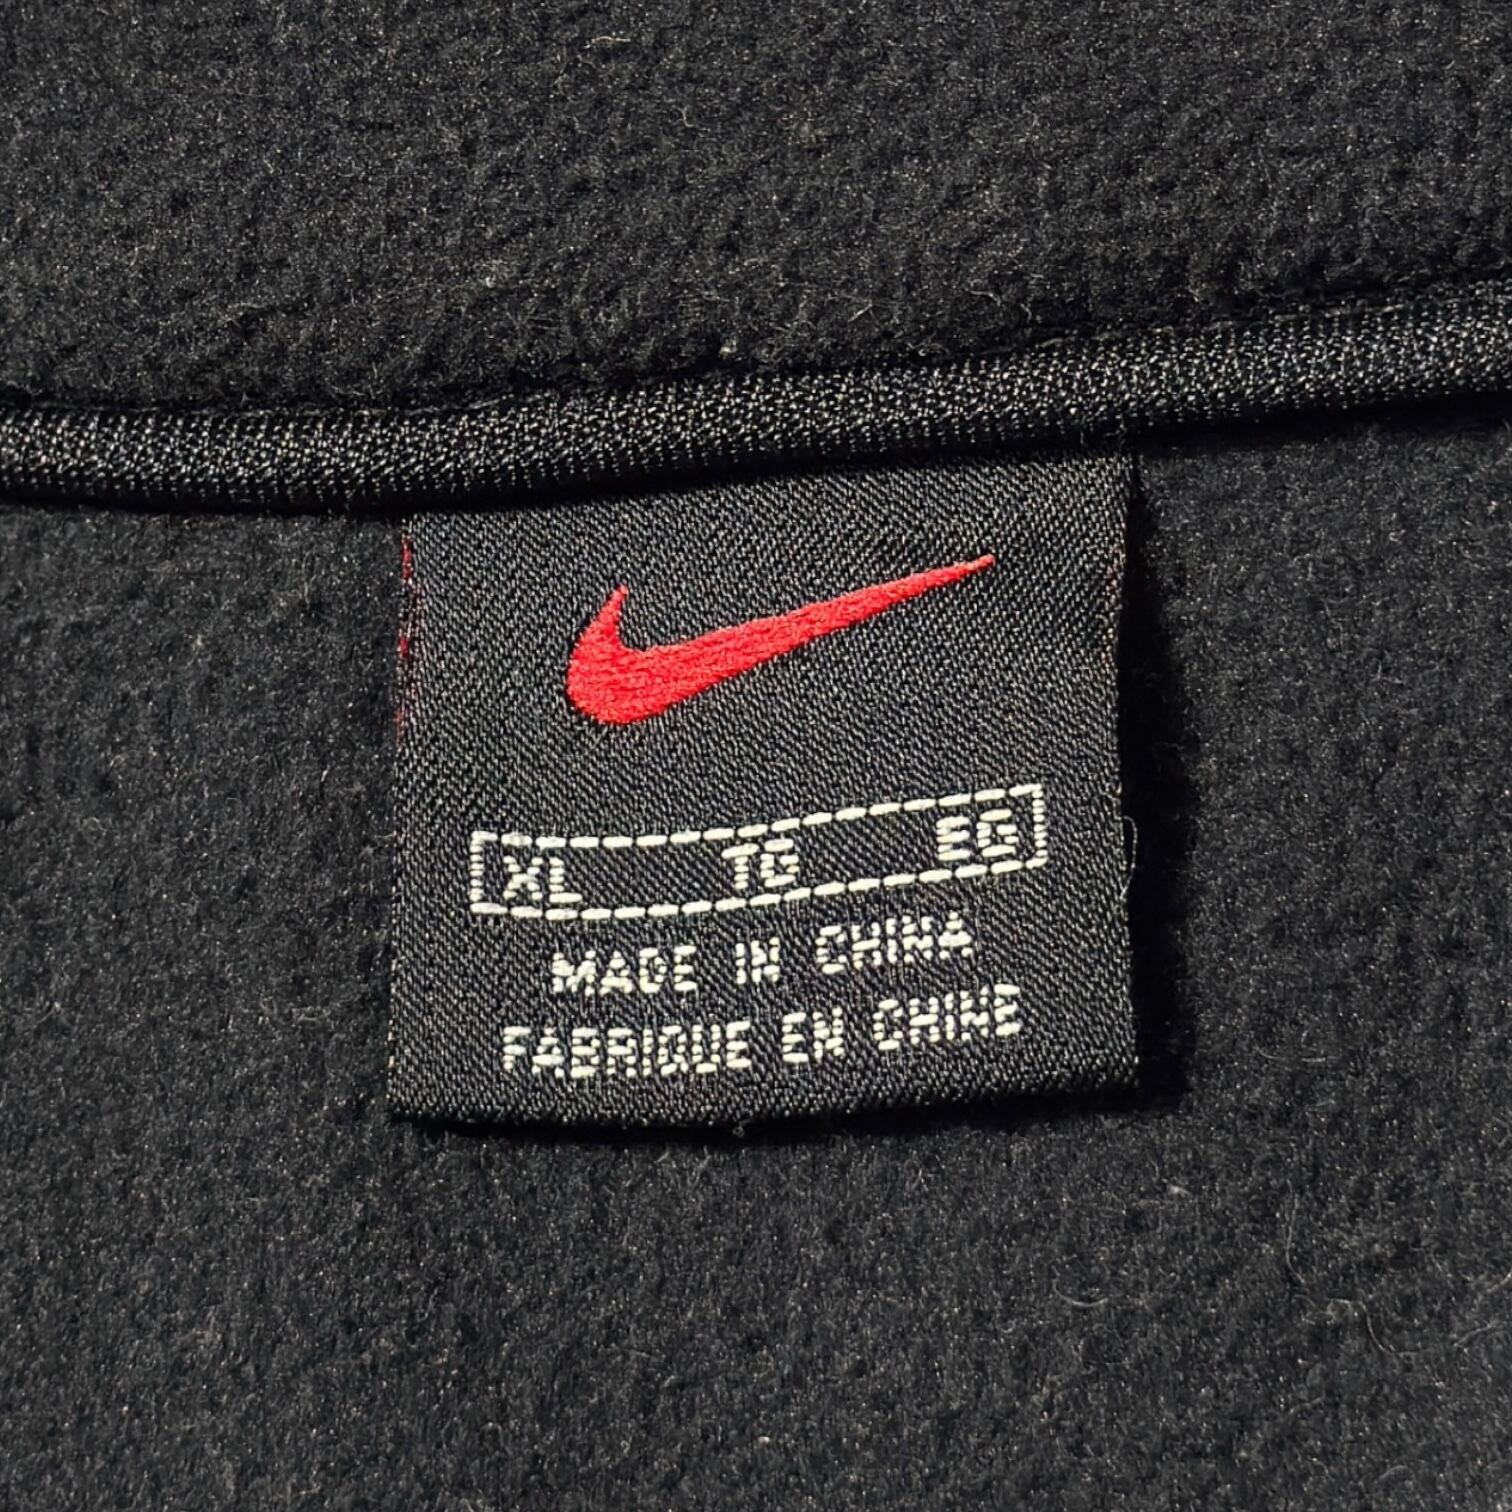 XL TG EG
MADE IN CHINA
FABRIQUE EN CHINE